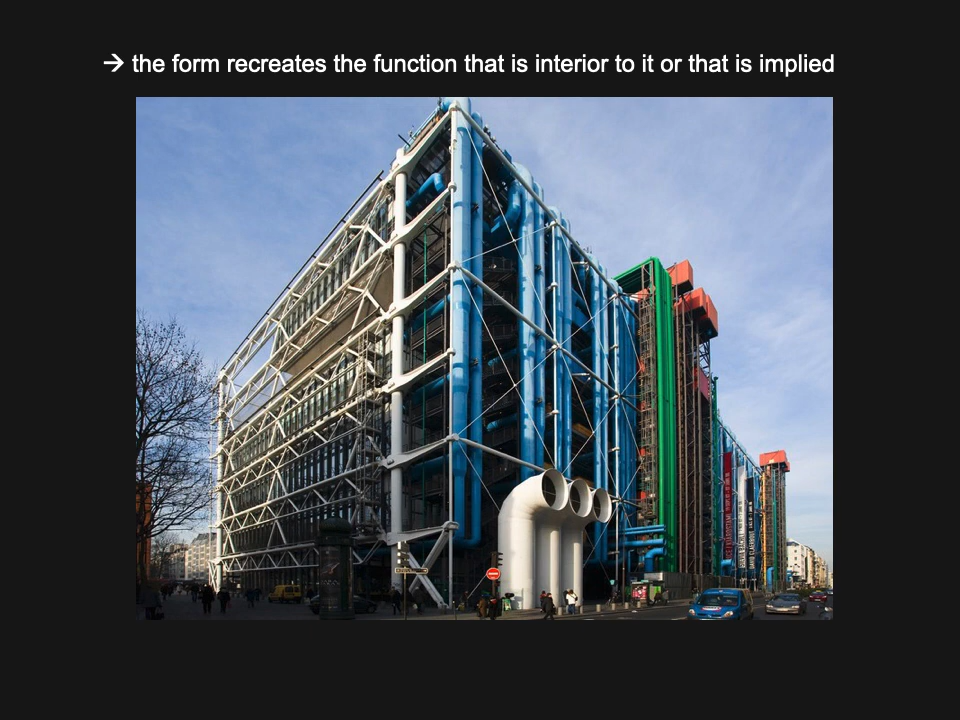 → the form recreates the function that is interior to it or that is implied